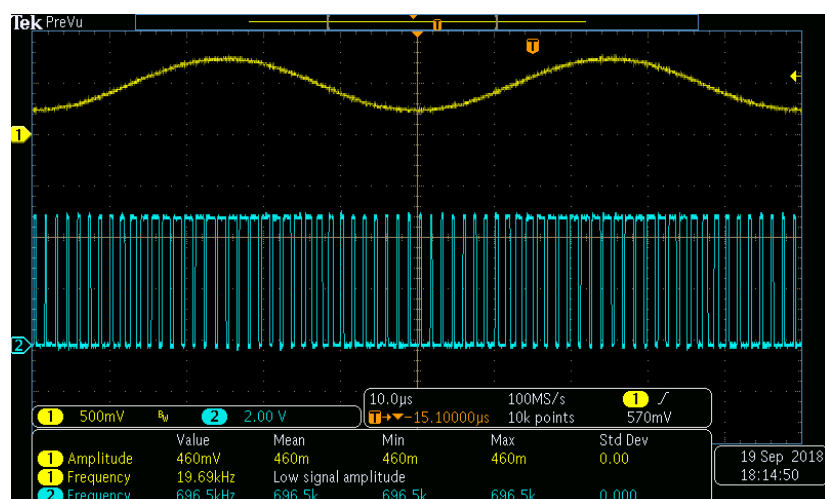 Tek PreVu
T
T
1
2
10.0µs 100MS/s 1
1 500mV BW 2 2.00 V T→▼−15.10000µs 10k points 570mV
Value Mean Min Max Std Dev
1 Amplitude 460mV 460m 460m 460m 0.00
1 Frequency 19.69kHz Low signal amplitude
2 Frequency 696.5kHz 696.5k 696.5k 696.5k 0.000
19 Sep 2018
18:14:50